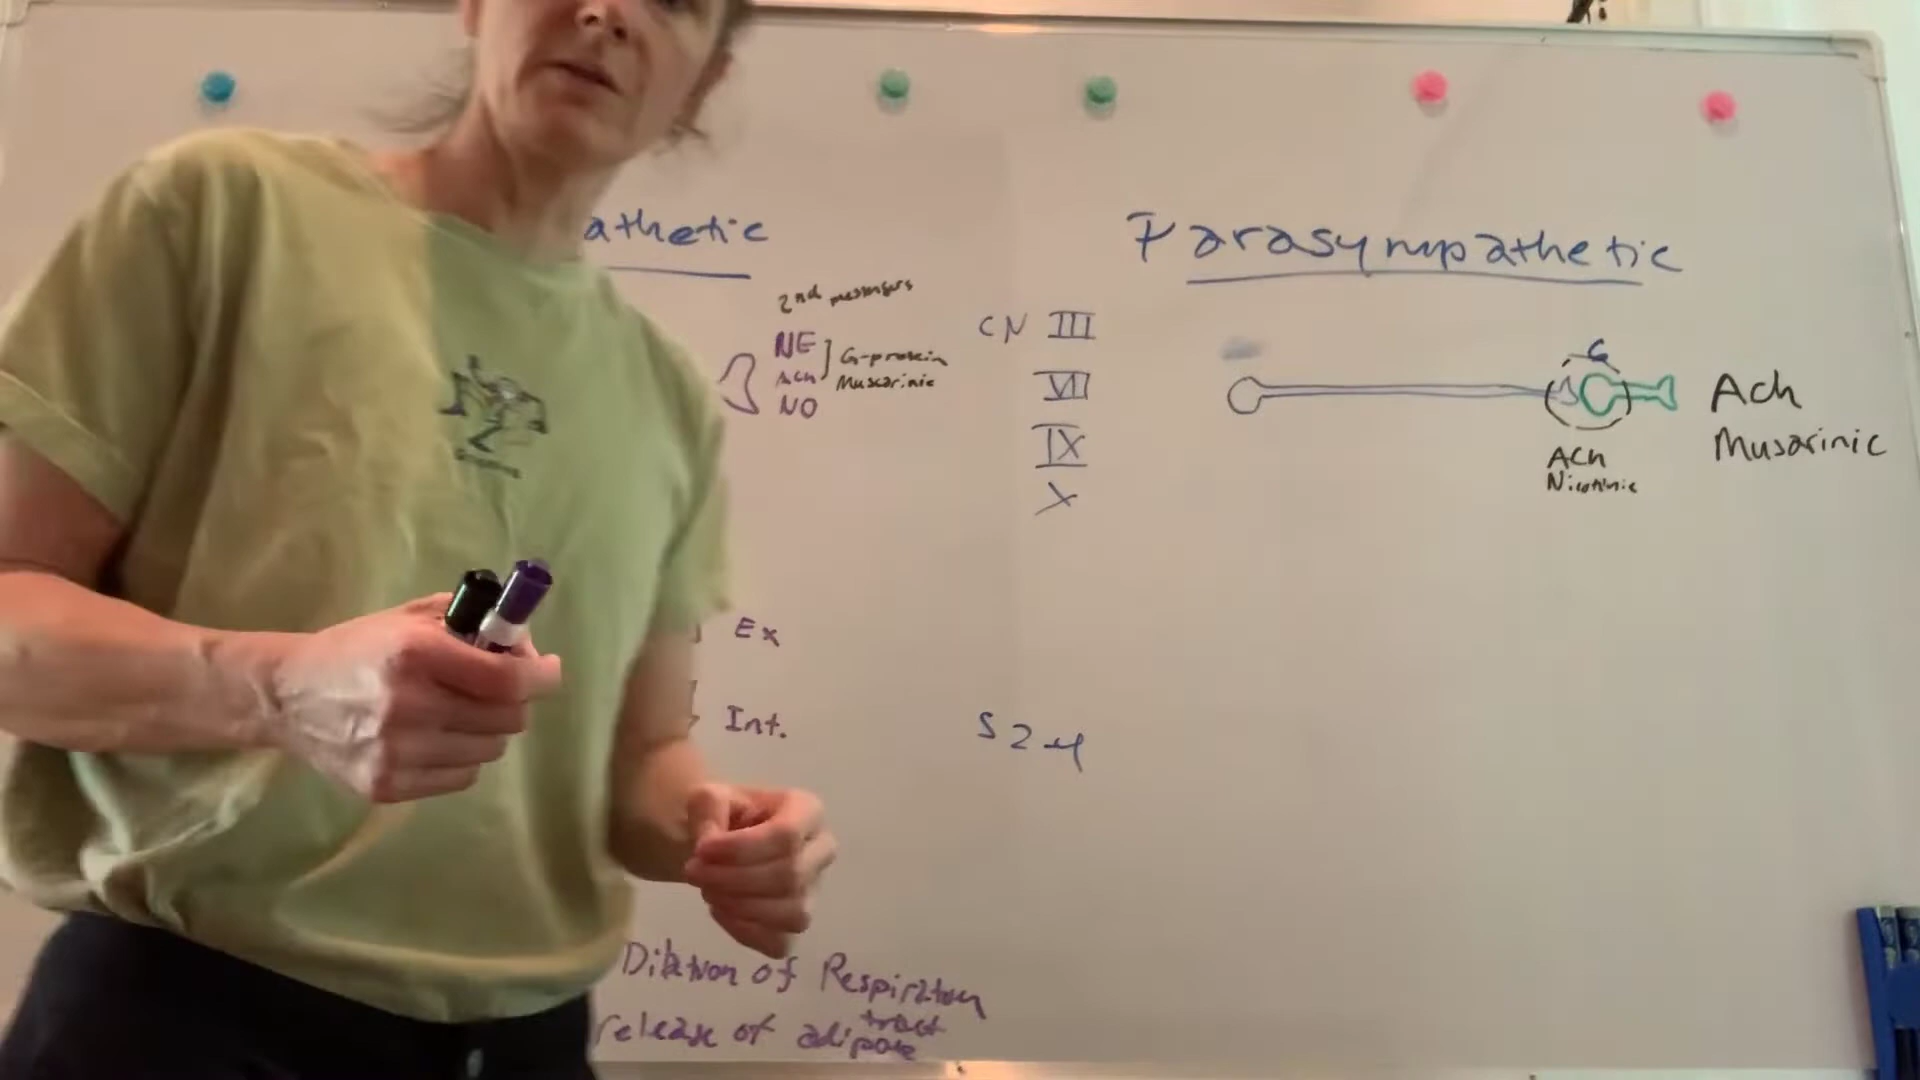 athetic
2nd messengers
NE
ACh
NO
G-protein
Muscarinic
Ex
Int.
Dilation of Respiratory
tract
release of adipose
Parasympathetic
CN III
VII
IX
X
S2-4
G
ACh
Nicotinic
Ach
Musarinic